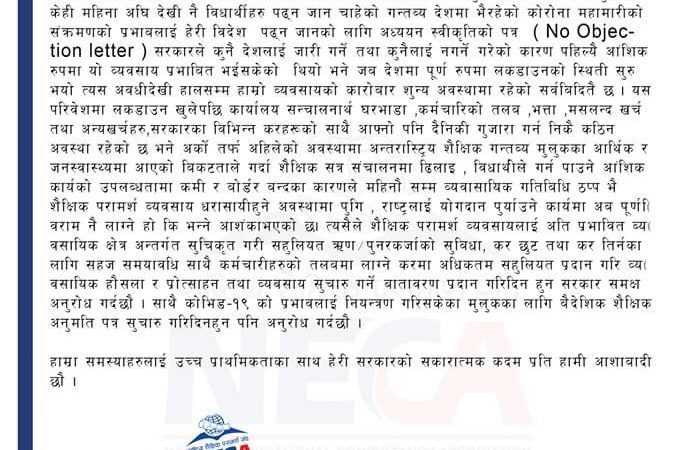 केही महिना अघि देखी नै विधार्थीहरु पढ्न जान चाहेको गन्तव्य देशमा भैरहेको कोरोना महामारीको
संक्रमणको प्रभावलाई हेरी विदेश पढ्न जानको लागि अध्ययन स्वीकृतिको पत्र ( No Objec-
tion letter ) सरकारले कुनै देशलाई जारी गर्ने तथा कुनैलाई नगर्ने गरेको कारण पहिल्यै आंशिक
रुपमा यो व्यवसाय प्रभाबित भईसकेको थियो भने जब देशमा पूर्ण रुपमा लकडाउनको स्थिती सुरु
भयो त्यस अवधीदेखी हालसम्म हाम्रो व्यवसायको कारोबार शुन्य अवस्थामा रहेको सर्वबिदितै छ । यस
परिवेशमा लकडाउन खुलेपछि कार्यालय सन्चालनार्थ घरभाडा ,कर्मचारिको तलव ,भत्ता ,मसलन्द खर्च
तथा अन्यखर्चहरु,सरकारका बिभिन्न करहरूको साथै आफ्नो पनि दैनिकी गुजारा गर्न निकै कठिन
अवस्था रहेको छ भने अर्को तर्फ अहिलेको अवस्थामा अन्तरास्ट्रिय शैक्षिक गन्तव्य मुलुकका आर्थिक र
जनस्वास्थ्यमा आएको बिकटताले गर्दा शैक्षिक सत्र संचालनमा ढिलाइ , विधार्थीले गर्न पाउने आंशिक
कार्यको उपलब्धतामा कमी र वोर्डर बन्दका कारणले महिनौ सम्म व्यवासायिक गतिविधि ठप्प भै
शैक्षिक परामर्श व्यवसाय धरासायीहुने अवस्थामा पुगि , राष्ट्रलाई योगदान पुर्याउने कार्यमा अब पूर्णी
वराम नै लाग्ने हो कि भन्ने आशंकाभएको छ। त्यसैले शैक्षिक परामर्श व्यवसायलाई अति प्रभावित व्य
वसायिक क्षेत्र अन्तर्गत सुचिकृत गरी सहुलियत ऋण/पुनरकर्जाको सुविधा, कर छुट तथा कर तिर्नका
लागि सहज समयावधि साथै कर्मचारीहरुको तलवमा लाग्ने करमा अधिकतम सहुलियत प्रदान गरि व्य
वसायिक हौसला र प्रोत्साहन तथा व्यवसाय सुचारु गर्ने बातावरण प्रदान गरिदिन हुन सरकार समक्ष
अनुरोध गर्दछौ । साथै कोभिड-१९ को प्रभावलाई नियन्त्रण गरिसकेका मुलुकका लागि बैदेशिक शैक्षिक
अनुमति पत्र सुचारु गरिदिनहुन पनि अनुरोध गर्दछौ ।
हाम्रा समस्याहरुलाई उच्च प्राथमिकताका साथ हेरी सरकारको सकारात्मक कदम प्रति हामी आशाबादी
छौ ।
NECA